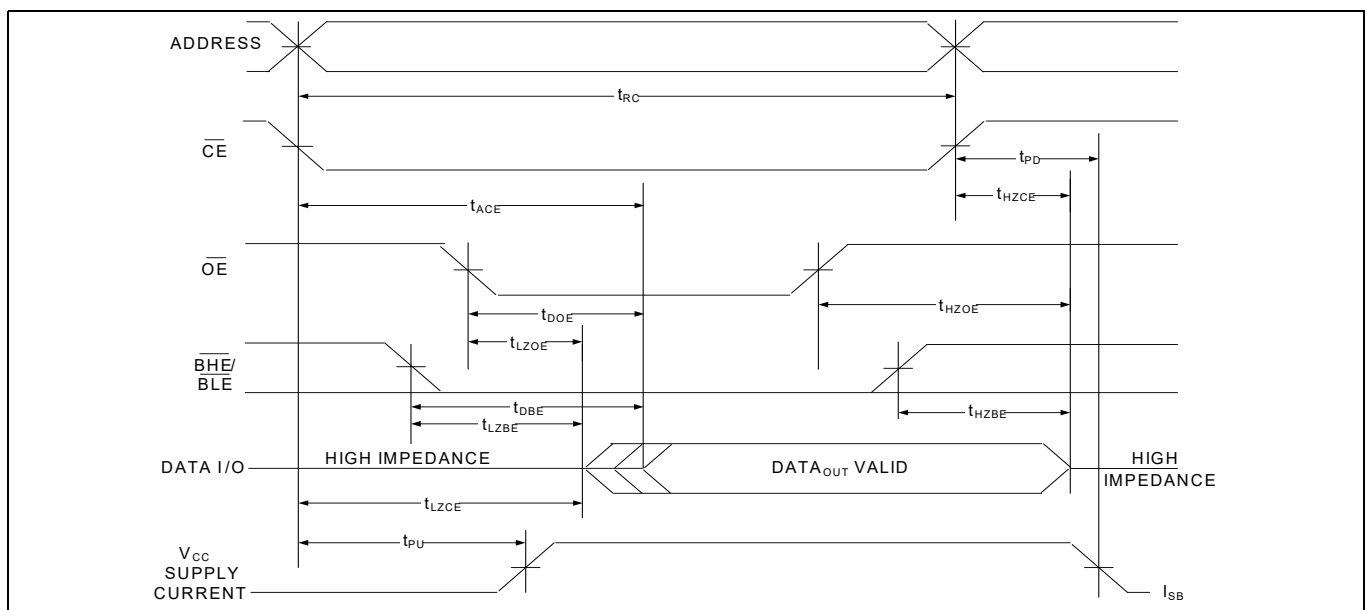 ADDRESS
tRC
CE
tPD
tHZCE
tACE
OE
tDOE
tHZOE
tLZOE
BHE/
BLE
tDBE
tHZBE
tLZBE
HIGH IMPEDANCE
DATA I/O
DATAOUT VALID
HIGH
IMPEDANCE
tLZCE
tPU
VCC
SUPPLY
CURRENT
ISB